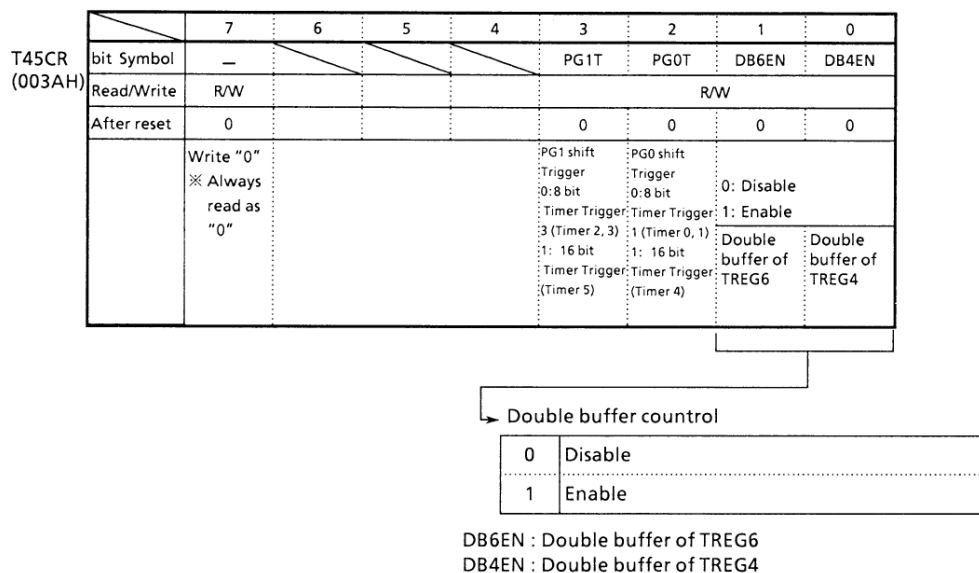 7 6 5 4 3 2 1 0
T45CR (003AH)
bit Symbol — PG1T PG0T DB6EN DB4EN
Read/Write R/W R/W
After reset 0 0 0 0 0
Write "0"
※ Always
read as
"0"
PG1 shift
Trigger
0:8 bit
Timer Trigger
3 (Timer 2, 3)
1: 16 bit
Timer Trigger
(Timer 5)
PG0 shift
Trigger
0:8 bit
Timer Trigger
1 (Timer 0, 1)
1: 16 bit
Timer Trigger
(Timer 4)
0: Disable
1: Enable
Double
buffer of
TREG6
Double
buffer of
TREG4
Double buffer countrol
0 Disable
1 Enable
DB6EN : Double buffer of TREG6
DB4EN : Double buffer of TREG4